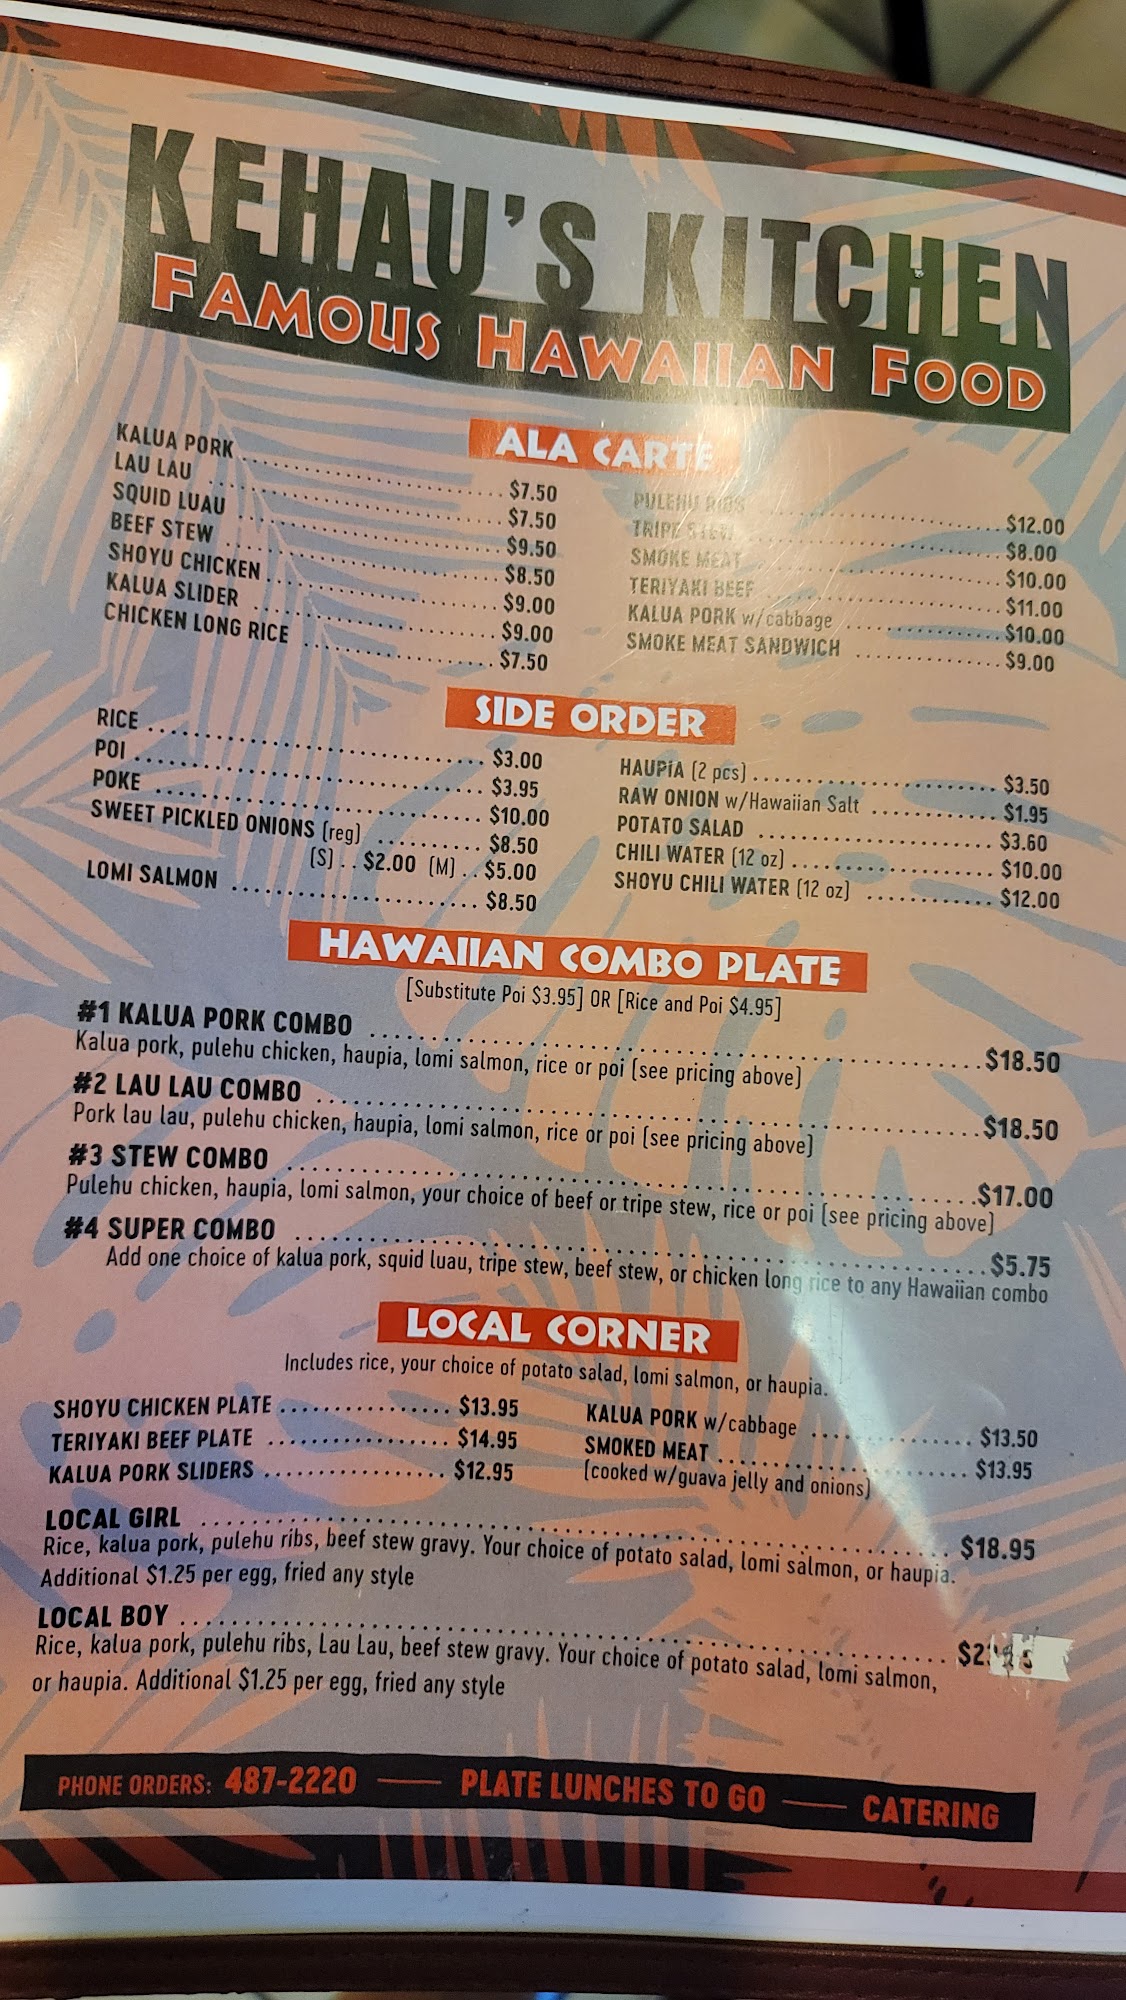 KEHAU'S KITCHEN
FAMOUS HAWAIIAN FOOD
ALA CARTE
KALUA PORK $7.50
LAU LAU $7.50
SQUID LUAU $9.50
BEEF STEW $8.50
SHOYU CHICKEN $9.00
KALUA SLIDER $9.00
CHICKEN LONG RICE $7.50
PULEHU RIBS $12.00
TRIPE STEW $8.00
SMOKE MEAT $10.00
TERIYAKI BEEF $11.00
KALUA PORK w/cabbage $10.00
SMOKE MEAT SANDWICH $9.00
SIDE ORDER
RICE $3.00
POI $3.95
POKE $10.00
SWEET PICKLED ONIONS (reg) $8.50
(S) .. $2.00 (M) .. $5.00
LOMI SALMON $8.50
HAUPIA (2 pcs) $3.50
RAW ONION w/Hawaiian Salt $1.95
POTATO SALAD $3.60
CHILI WATER (12 oz) $10.00
SHOYU CHILI WATER (12 oz) $12.00
HAWAIIAN COMBO PLATE
[Substitute Poi $3.95] OR [Rice and Poi $4.95]
#1 KALUA PORK COMBO $18.50
Kalua pork, pulehu chicken, haupia, lomi salmon, rice or poi (see pricing above)
#2 LAU LAU COMBO $18.50
Pork lau lau, pulehu chicken, haupia, lomi salmon, rice or poi (see pricing above)
#3 STEW COMBO $17.00
Pulehu chicken, haupia, lomi salmon, your choice of beef or tripe stew, rice or poi (see pricing above)
#4 SUPER COMBO $5.75
Add one choice of kalua pork, squid luau, tripe stew, beef stew, or chicken long rice to any Hawaiian combo
LOCAL CORNER
Includes rice, your choice of potato salad, lomi salmon, or haupia.
SHOYU CHICKEN PLATE $13.95
TERIYAKI BEEF PLATE $14.95
KALUA PORK SLIDERS $12.95
KALUA PORK w/cabbage $13.50
SMOKED MEAT $13.95
(cooked w/guava jelly and onions)
LOCAL GIRL $18.95
Rice, kalua pork, pulehu ribs, beef stew gravy. Your choice of potato salad, lomi salmon, or haupia.
Additional $1.25 per egg, fried any style
LOCAL BOY
Rice, kalua pork, pulehu ribs, Lau Lau, beef stew gravy. Your choice of potato salad, lomi salmon,
or haupia. Additional $1.25 per egg, fried any style
PHONE ORDERS: 487-2220 — PLATE LUNCHES TO GO — CATERING